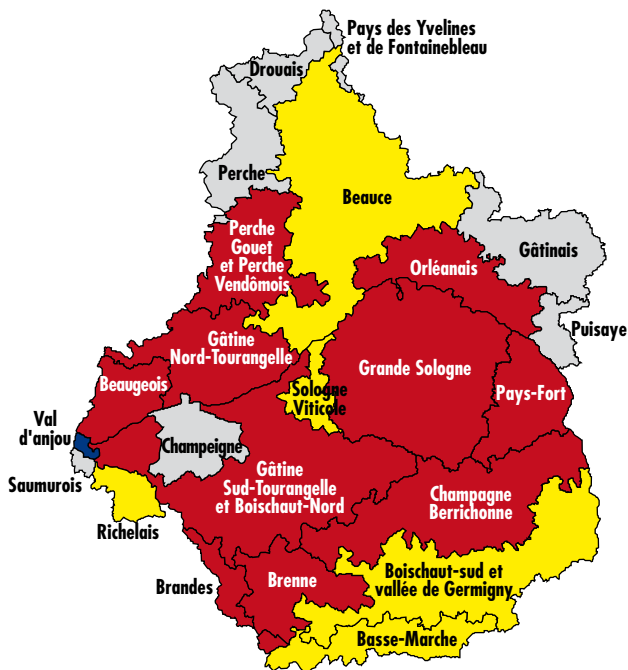 Pays des Yvelines
et de Fontainebleau
Drouais
Perche
Beauce
Perche
Gouet
et Perche
Vendômois
Gâtinais
Orléanais
Puisaye
Gâtine
Nord-Tourangelle
Grande Sologne
Beaugeois
Sologne
Viticole
Pays-Fort
Val
d'anjou
Champeigne
Saumurois
Gâtine
Sud-Tourangelle
et Boischaut-Nord
Champagne
Berrichonne
Richelais
Brandes
Brenne
Boischaut-sud et
vallée de Germigny
Basse-Marche